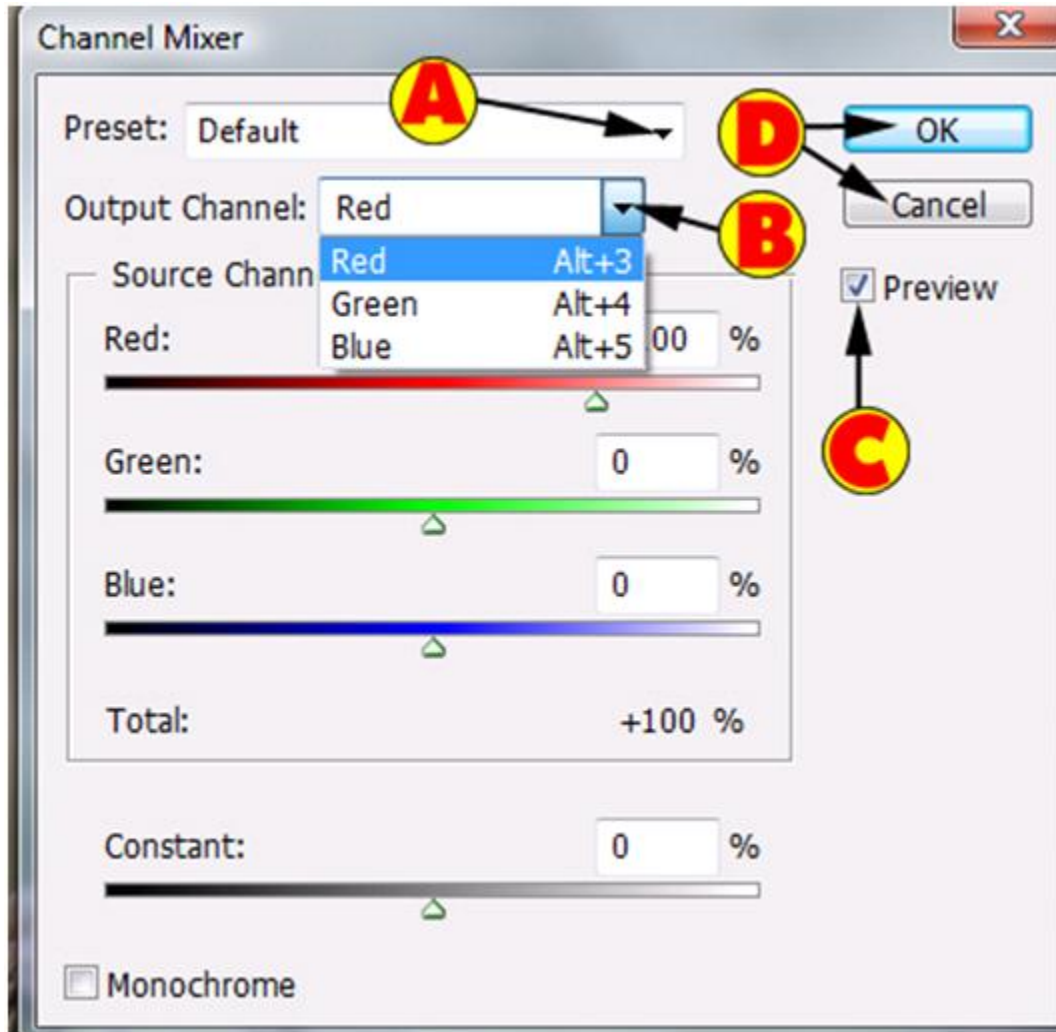 Channel Mixer
A
Preset: Default
D
OK
Output Channel: Red
B
Cancel
Red Alt+3
Green Alt+4
Blue Alt+5
Source Chann
Preview
Red: 00 %
C
Green: 0 %
Blue: 0 %
Total: +100 %
Constant: 0 %
Monochrome